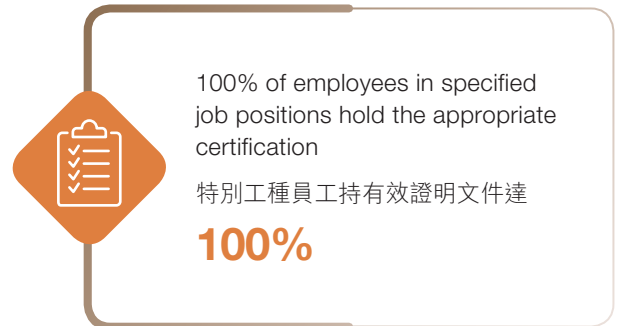 100% of employees in specified
job positions hold the appropriate
certification
特別工種員工持有效證明文件達
100%